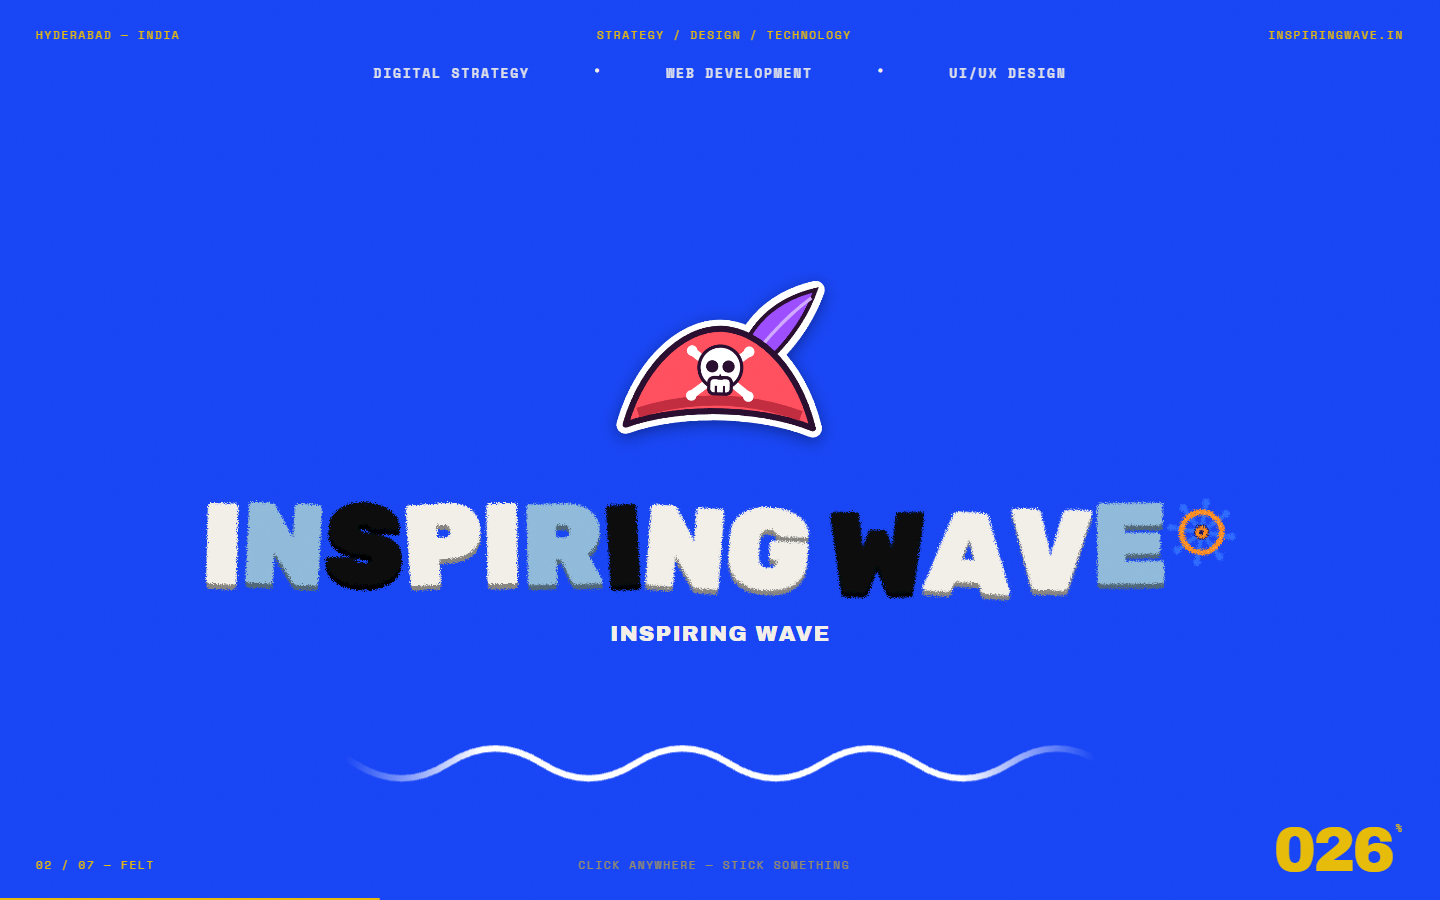 HYDERABAD — INDIA
STRATEGY / DESIGN / TECHNOLOGY
INSPIRINGWAVE.IN
DIGITAL STRATEGY • WEB DEVELOPMENT • UI/UX DESIGN
INSPIRING WAVE
INSPIRING WAVE
02 / 07 — FELT
CLICK ANYWHERE — STICK SOMETHING
026%